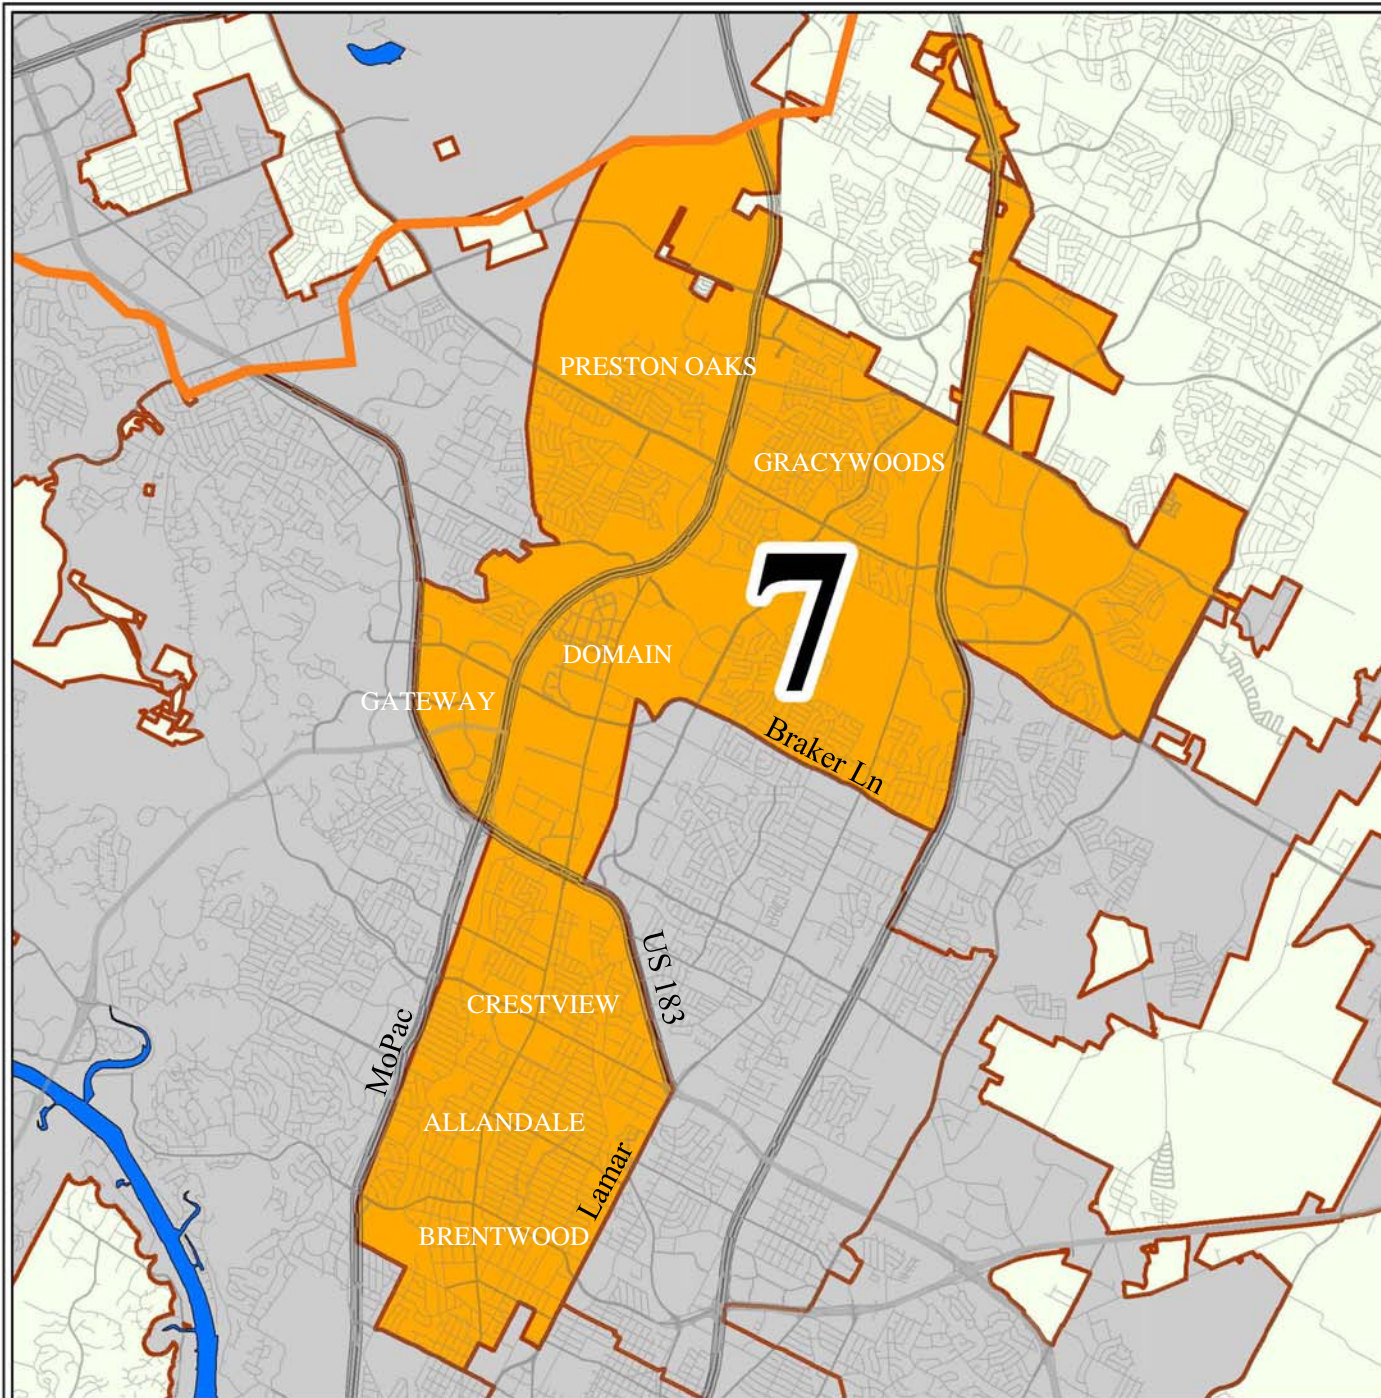 PRESTON OAKS
GRACYWOODS
7
DOMAIN
GATEWAY
Braker Ln
US 183
CRESTVIEW
MoPac
ALLANDALE
Lamar
BRENTWOOD